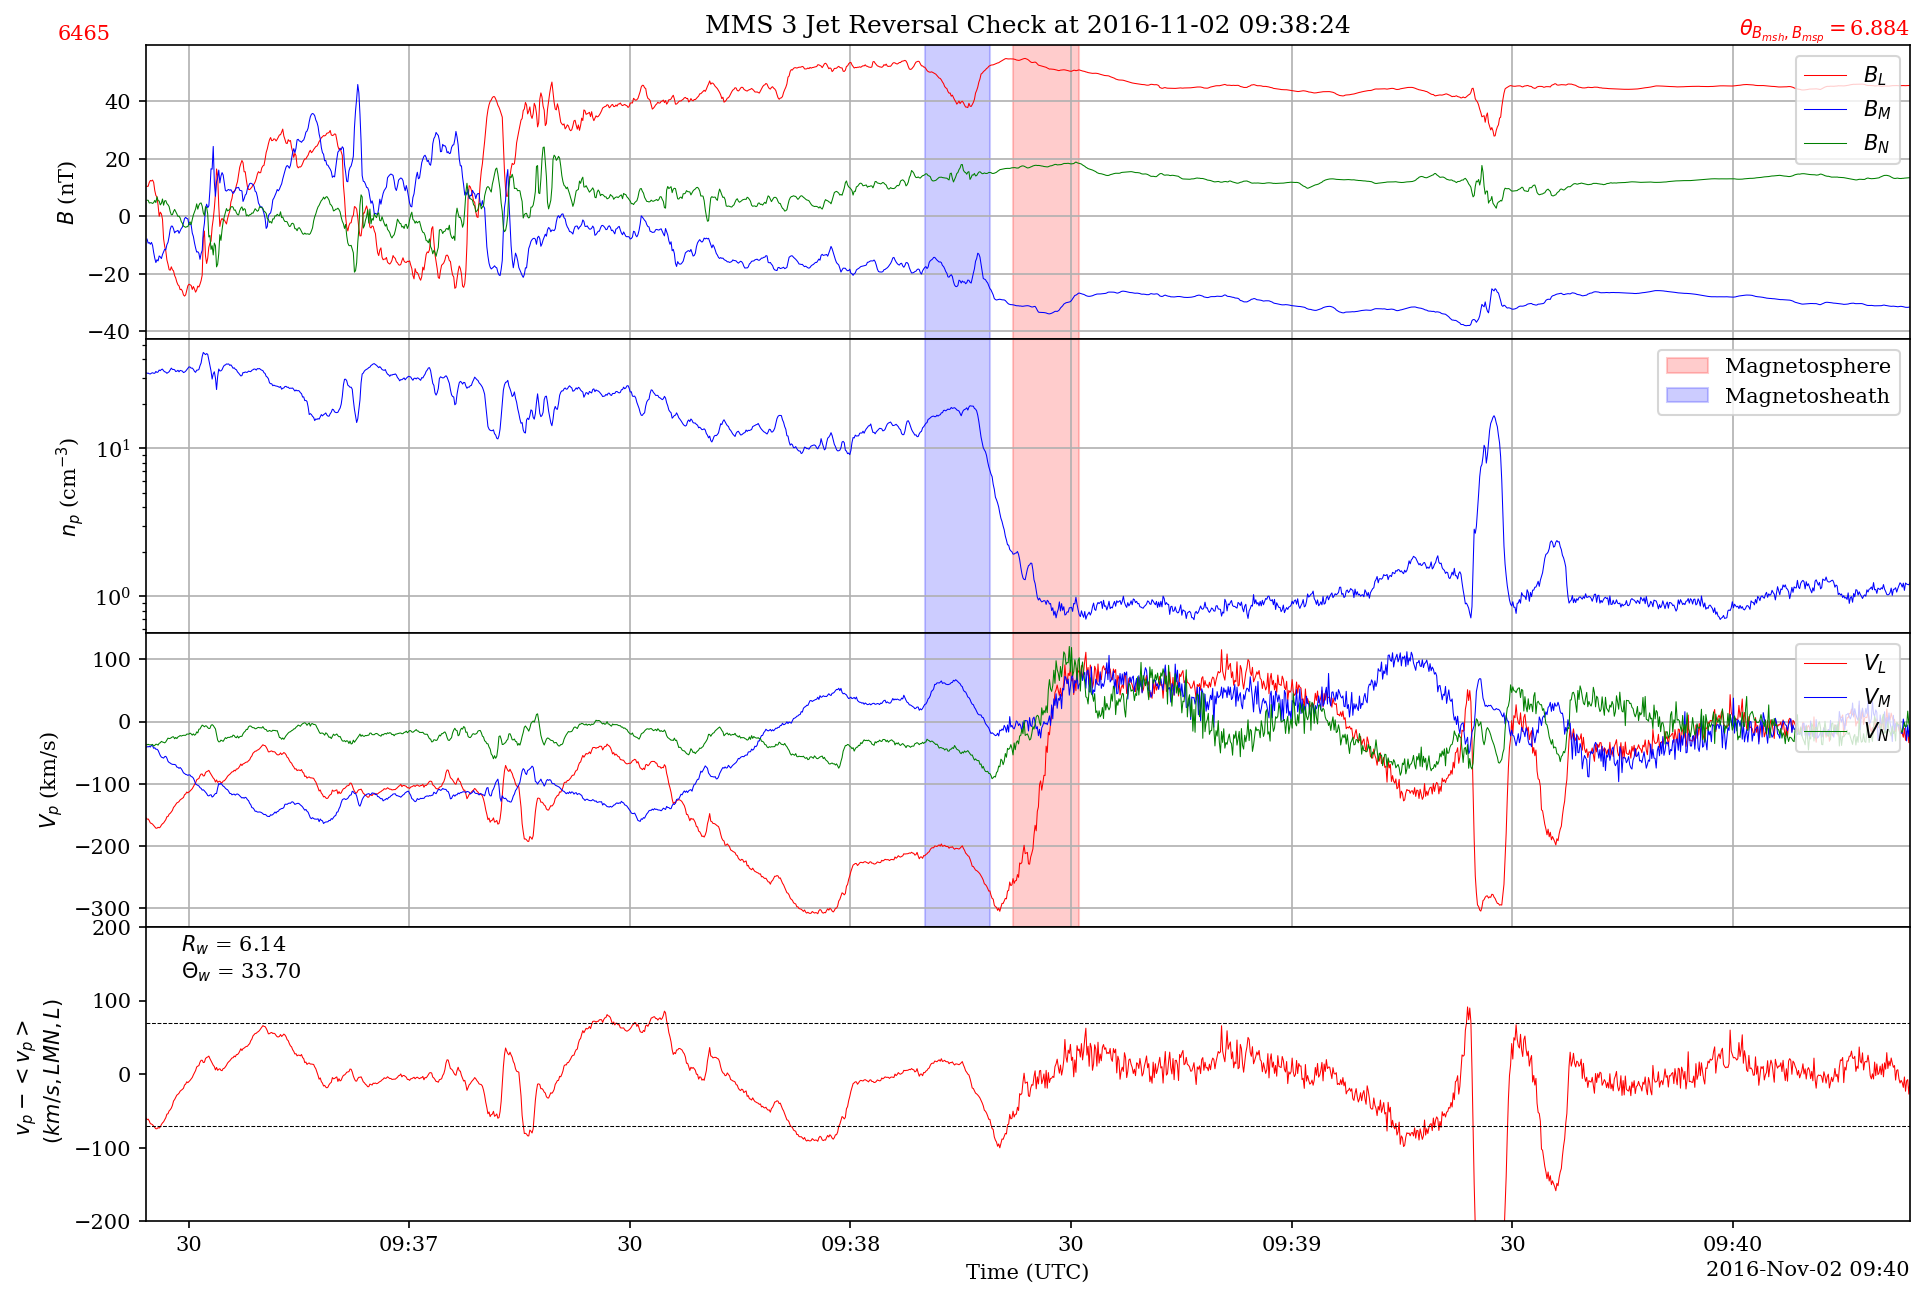 6465
MMS 3 Jet Reversal Check at 2016-11-02 09:38:24
θ_{B_{msh}, B_{msp}} = 6.884
B (nT)
40
20
0
−20
−40
B_L
B_M
B_N
n_p (cm^{−3})
10^1
10^0
Magnetosphere
Magnetosheath
V_p (km/s)
100
0
−100
−200
−300
V_L
V_M
V_N
v_p − < v_p >
(km/s, LMN, L)
200
100
0
−100
−200
R_w = 6.14
Θ_w = 33.70
30 09:37 30 09:38 30 09:39 30 09:40
Time (UTC)
2016-Nov-02 09:40